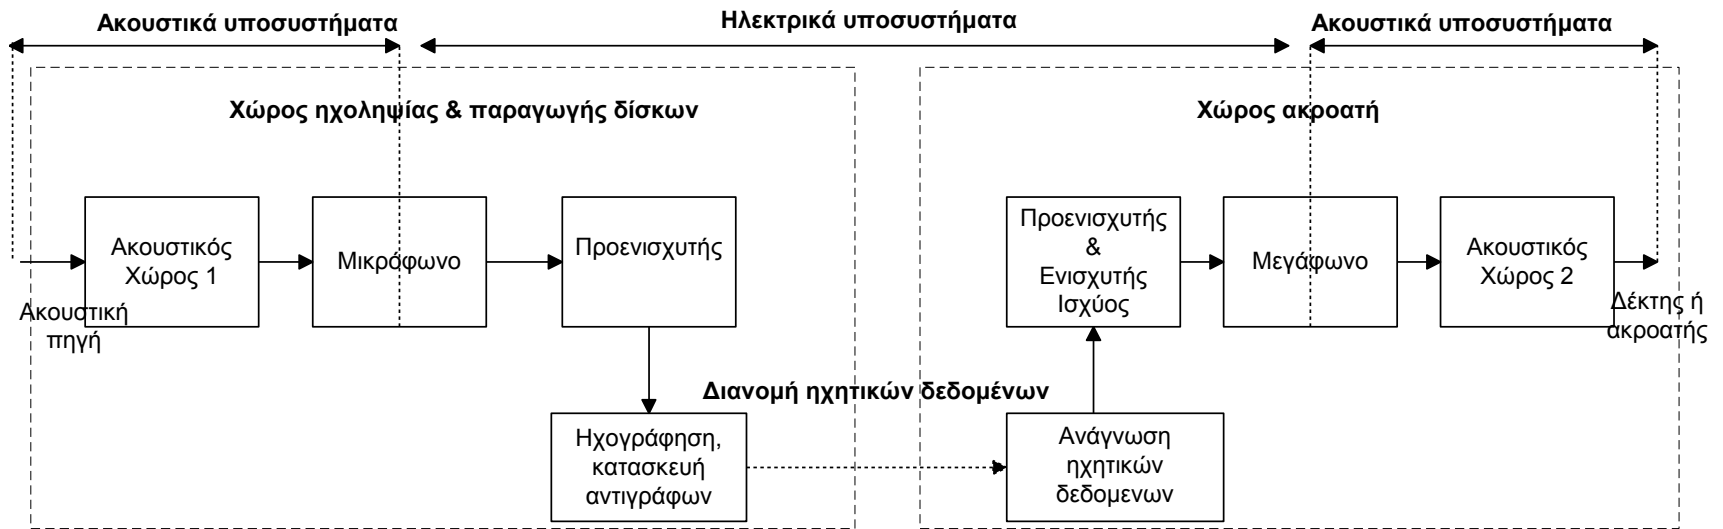 Ακουστικά υποσυστήματα
Ηλεκτρικά υποσυστήματα
Ακουστικά υποσυστήματα
Χώρος ηχοληψίας & παραγωγής δίσκων
Χώρος ακροατή
Ακουστικός
Χώρος 1
Μικράφωνο
Προενισχυτής
Προενισχυτής
&
Ενισχυτής
Ισχύος
Μεγάφωνο
Ακουστικός
Χώρος 2
Ακουστική
πηγή
Δέκτης ή
ακροατής
Διανομή ηχητικών δεδομένων
Ηχογράφηση,
κατασκευή
αντιγράφων
Ανάγνωση
ηχητικών
δεδομενων